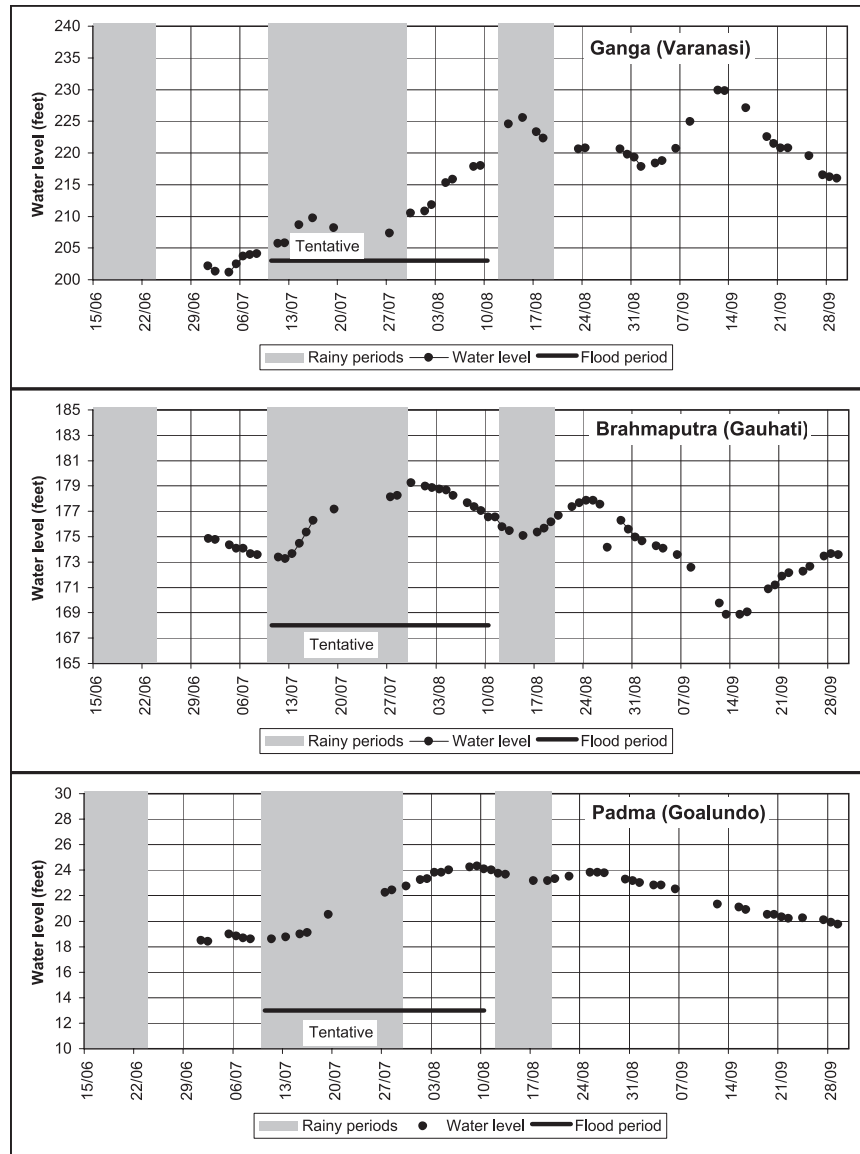 Ganga (Varanasi)
Water level (feet)
240
235
230
225
220
215
210
205
200
Tentative
15/06 22/06 29/06 06/07 13/07 20/07 27/07 03/08 10/08 17/08 24/08 31/08 07/09 14/09 21/09 28/09
Rainy periods Water level Flood period
Brahmaputra (Gauhati)
Water level (feet)
185
183
181
179
177
175
173
171
169
167
165
Tentative
15/06 22/06 29/06 06/07 13/07 20/07 27/07 03/08 10/08 17/08 24/08 31/08 07/09 14/09 21/09 28/09
Rainy periods Water level Flood period
Padma (Goalundo)
Water level (feet)
30
28
26
24
22
20
18
16
14
12
10
Tentative
15/06 22/06 29/06 06/07 13/07 20/07 27/07 03/08 10/08 17/08 24/08 31/08 07/09 14/09 21/09 28/09
Rainy periods Water level Flood period